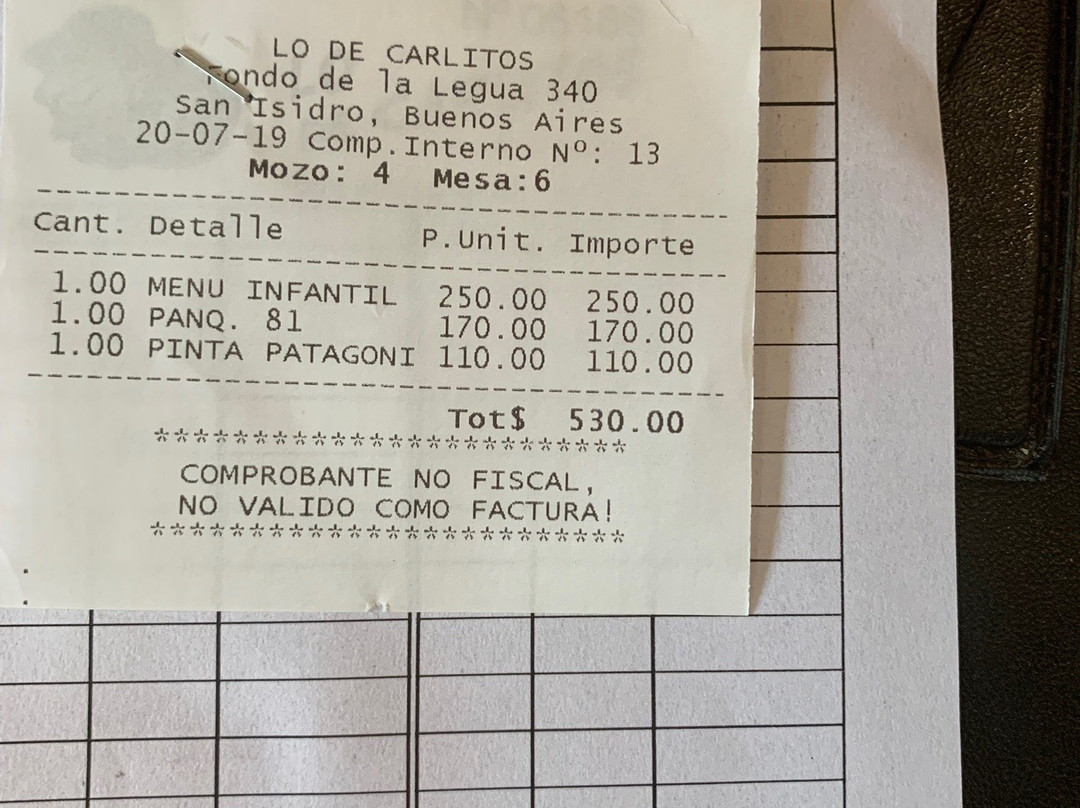 LO DE CARLITOS
Fondo de la Legua 340
San Isidro, Buenos Aires
20-07-19 Comp.Interno Nº: 13
Mozo: 4 Mesa:6
Cant. Detalle P.Unit. Importe
1.00 MENU INFANTIL 250.00 250.00
1.00 PANQ. 81 170.00 170.00
1.00 PINTA PATAGONI 110.00 110.00
Tot$ 530.00
************************
COMPROBANTE NO FISCAL,
NO VALIDO COMO FACTURA!
************************